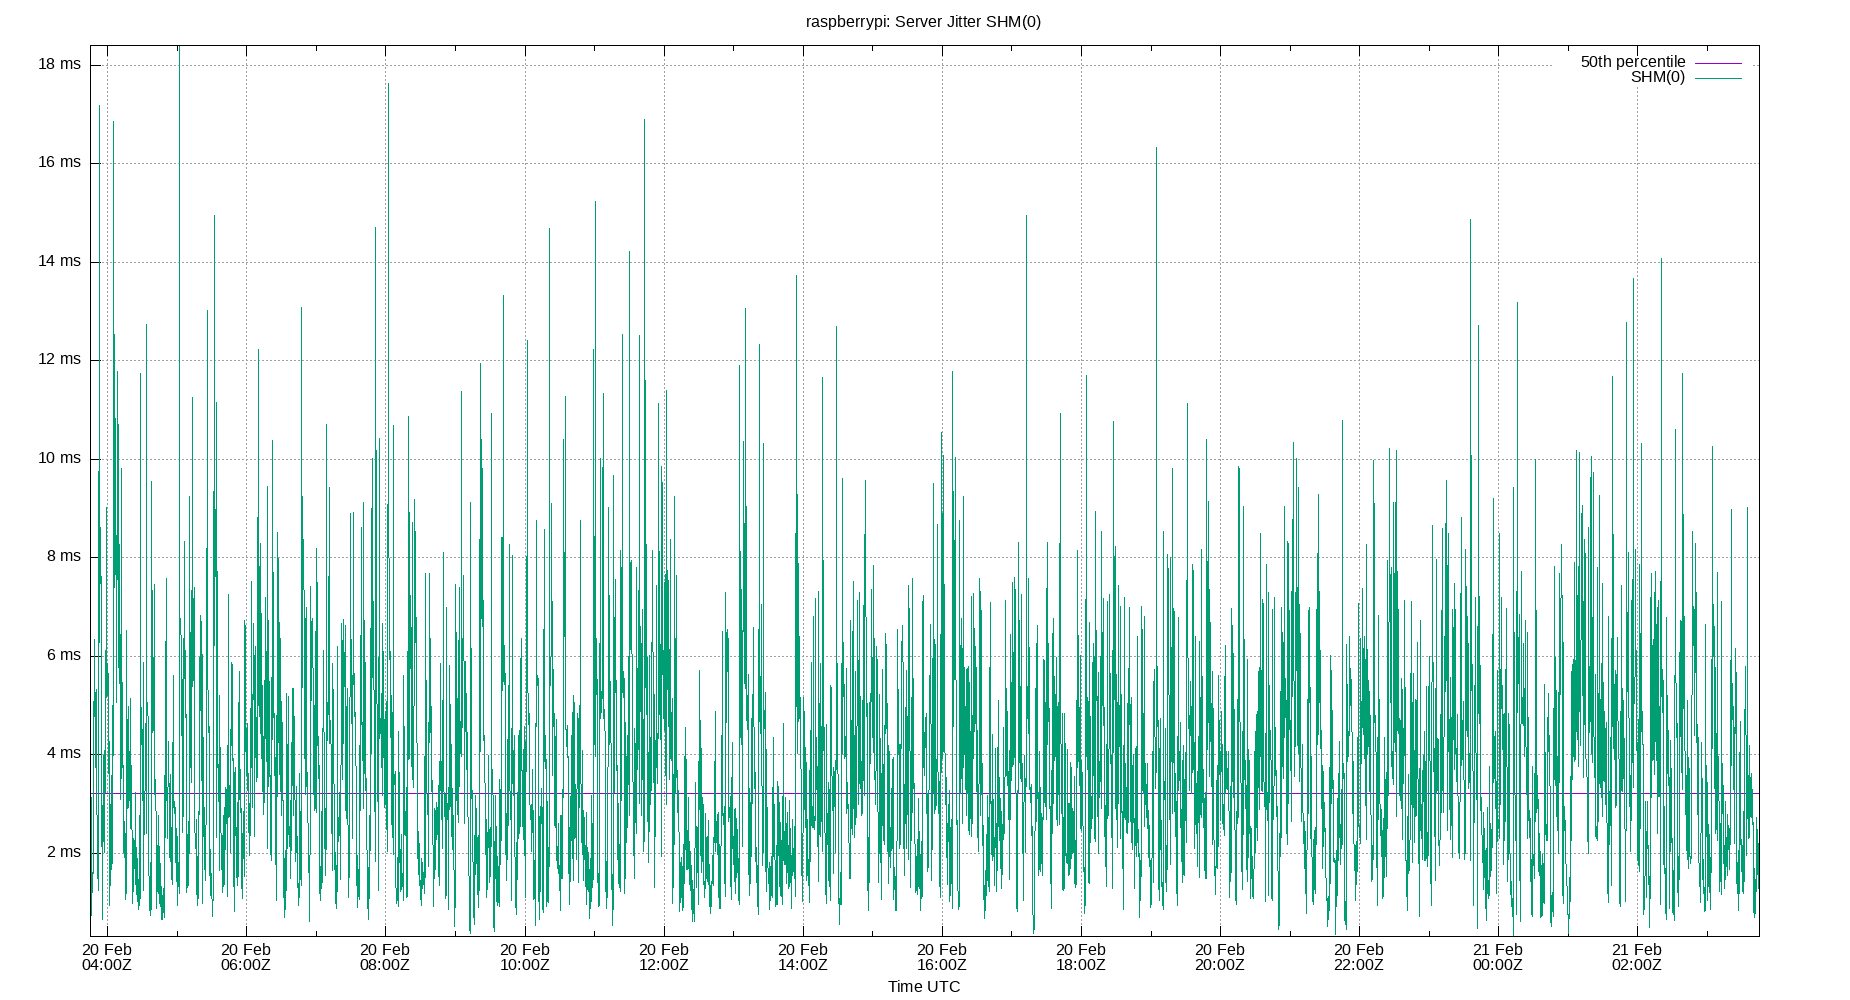 raspberrypi: Server Jitter SHM(0)
50th percentile
SHM(0)
18 ms
16 ms
14 ms
12 ms
10 ms
8 ms
6 ms
4 ms
2 ms
20 Feb 20 Feb 20 Feb 20 Feb 20 Feb 20 Feb 20 Feb 20 Feb 20 Feb 20 Feb 21 Feb 21 Feb
04:00Z 06:00Z 08:00Z 10:00Z 12:00Z 14:00Z 16:00Z 18:00Z 20:00Z 22:00Z 00:00Z 02:00Z
Time UTC